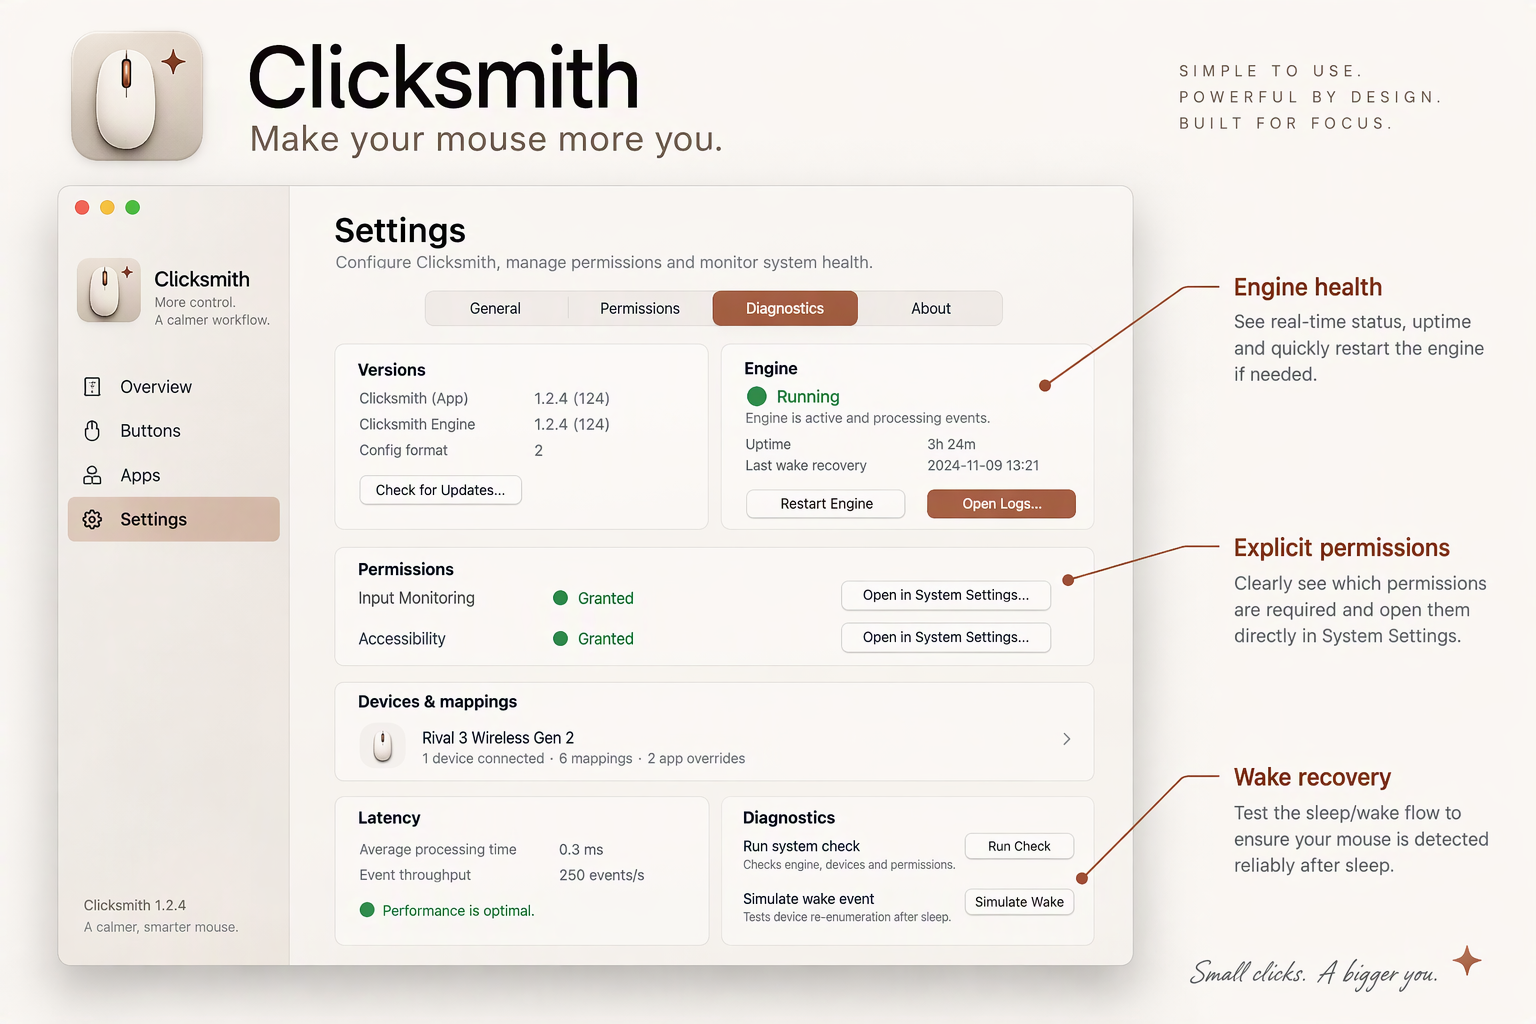 Clicksmith
Make your mouse more you.
SIMPLE TO USE.
POWERFUL BY DESIGN.
BUILT FOR FOCUS.
Clicksmith
More control.
A calmer workflow.
Overview
Buttons
Apps
Settings
Clicksmith 1.2.4
A calmer, smarter mouse.
Settings
Configure Clicksmith, manage permissions and monitor system health.
General
Permissions
Diagnostics
About
Versions
Clicksmith (App) 1.2.4 (124)
Clicksmith Engine 1.2.4 (124)
Config format 2
Check for Updates...
Engine
Running
Engine is active and processing events.
Uptime 3h 24m
Last wake recovery 2024-11-09 13:21
Restart Engine
Open Logs...
Permissions
Input Monitoring Granted Open in System Settings...
Accessibility Granted Open in System Settings...
Devices & mappings
Rival 3 Wireless Gen 2
1 device connected · 6 mappings · 2 app overrides
Latency
Average processing time 0.3 ms
Event throughput 250 events/s
Performance is optimal.
Diagnostics
Run system check
Checks engine, devices and permissions.
Run Check
Simulate wake event
Tests device re-enumeration after sleep.
Simulate Wake
Engine health
See real-time status, uptime
and quickly restart the engine
if needed.
Explicit permissions
Clearly see which permissions
are required and open them
directly in System Settings.
Wake recovery
Test the sleep/wake flow to
ensure your mouse is detected
reliably after sleep.
Small clicks. A bigger you.